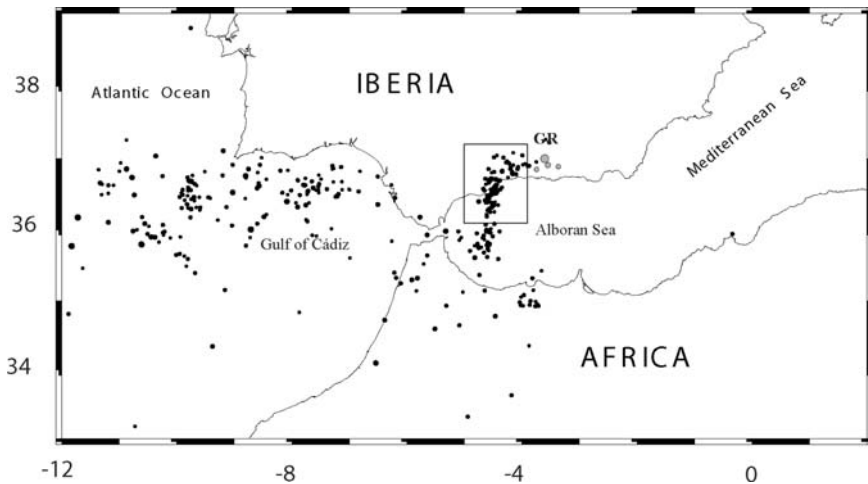 38
36
34
Atlantic Ocean
IBERIA
GR
Mediterranean Sea
Gulf of Cádiz
Alboran Sea
AFRICA
-12
-8
-4
0